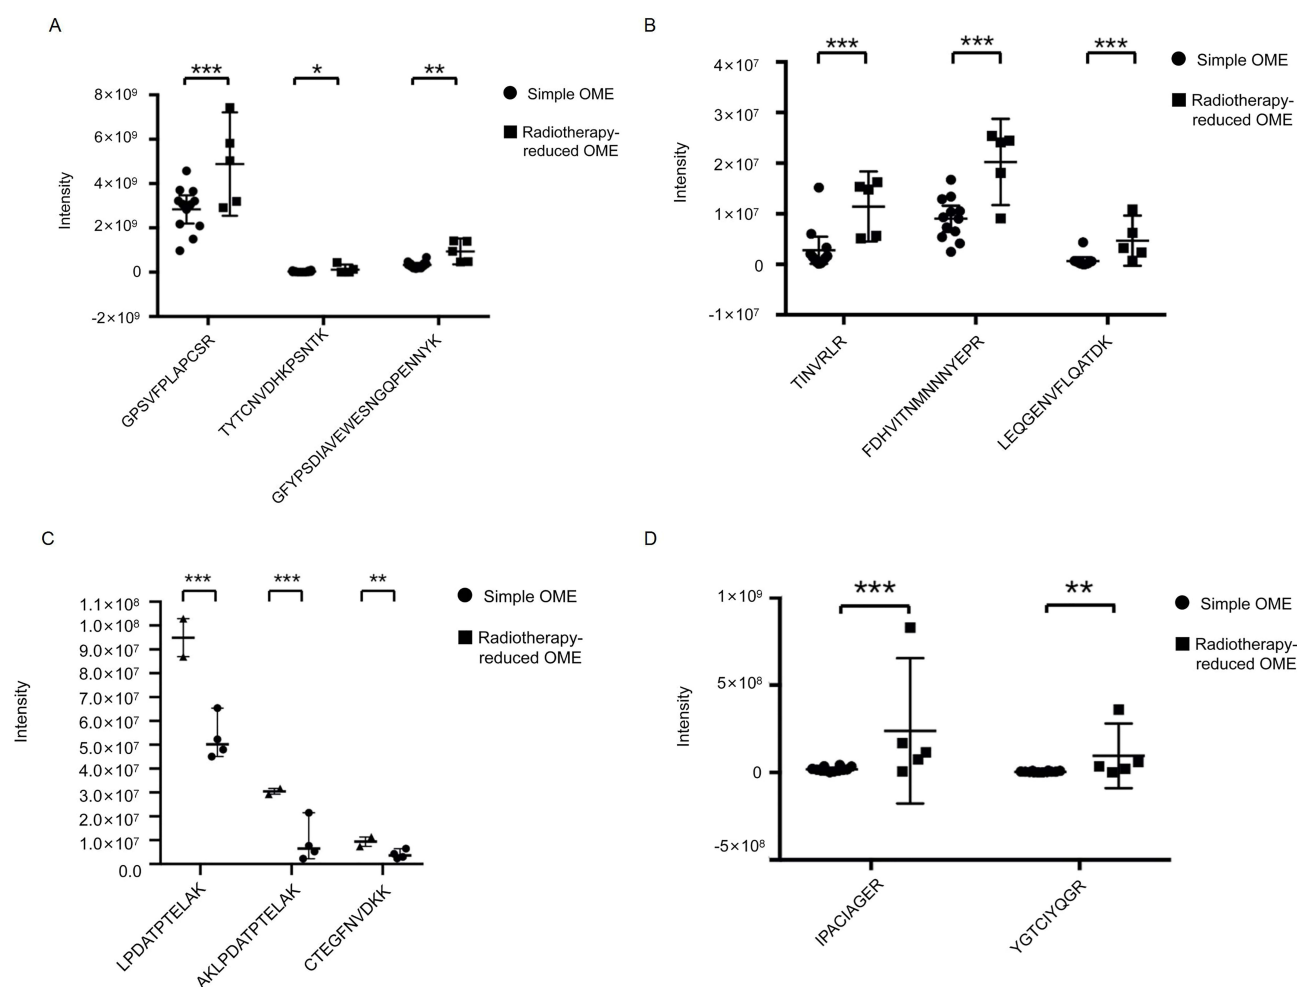 A
***
*
**
Simple OME
Radiotherapy-
reduced OME
Intensity
8×10⁹
6×10⁹
4×10⁹
2×10⁹
0
-2×10⁹
GPSVFPLAPCSR
TYTCNVDHKPSNTK
GFYPSDIAVEWESNGQPENNYK
B
***
***
***
Simple OME
Radiotherapy-
reduced OME
Intensity
4×10⁷
3×10⁷
2×10⁷
1×10⁷
0
-1×10⁷
TINVRLR
FDHVITNMNNNYEPR
LEQGENVFLQATDK
C
***
***
**
Simple OME
Radiotherapy-
reduced OME
Intensity
1.1×10⁸
1.0×10⁸
9.0×10⁷
8.0×10⁷
7.0×10⁷
6.0×10⁷
5.0×10⁷
4.0×10⁷
3.0×10⁷
2.0×10⁷
1.0×10⁷
0.0
LPDATPTELAK
AKLPDATPTELAK
CTEGFNVDKK
D
***
**
Simple OME
Radiotherapy-
reduced OME
Intensity
1×10⁹
5×10⁸
0
-5×10⁸
IPACIAGER
YGTCIYQGR